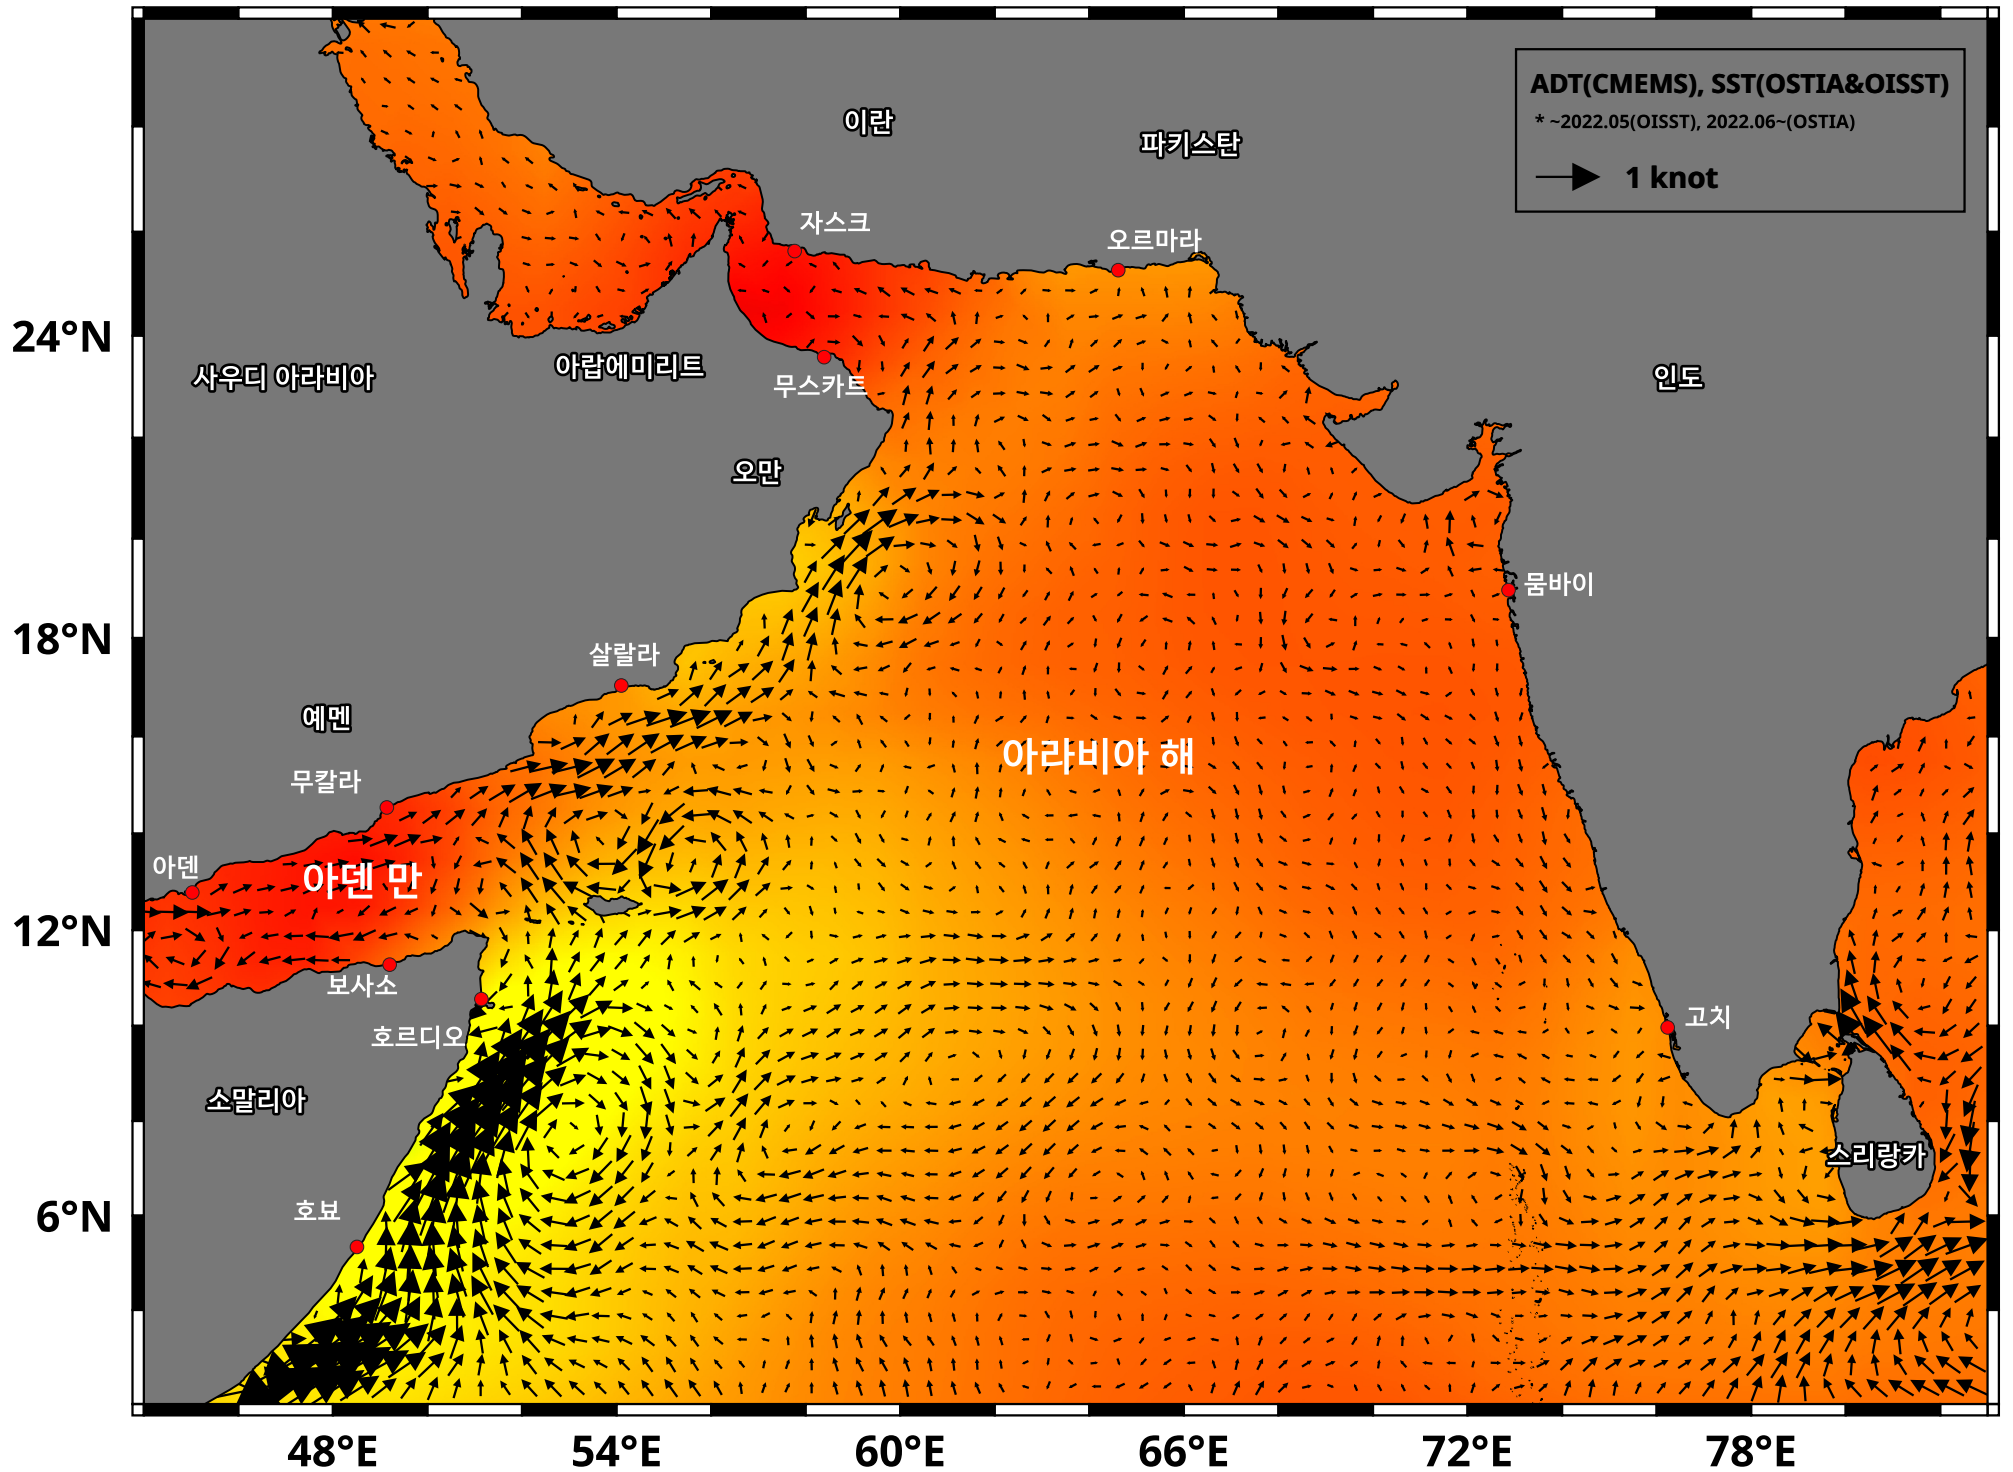 ADT(CMEMS), SST(OSTIA&OISST)
* ~2022.05(OISST), 2022.06~(OSTIA)
1 knot
이란
파키스탄
자스크
오르마라
24°N
사우디 아라비아
아랍에미리트
무스카트
인도
오만
뭄바이
18°N
살랄라
예멘
아라비아 해
무칼라
아덴
아덴 만
12°N
보사소
고치
호르디오
소말리아
스리랑카
6°N
호뵤
48°E
54°E
60°E
66°E
72°E
78°E